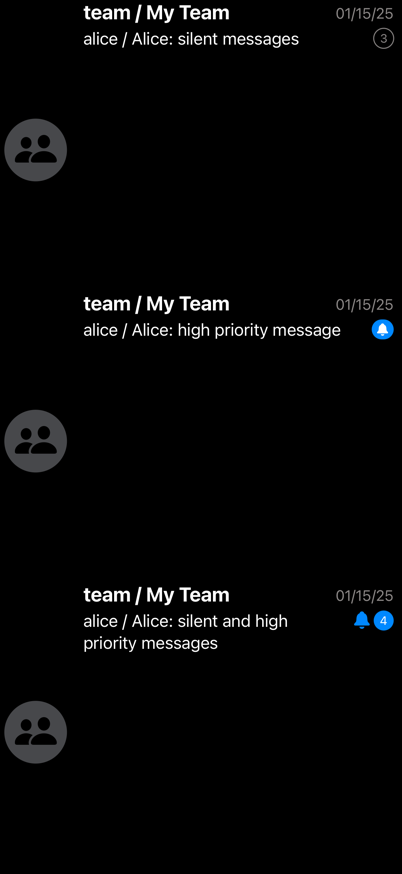 team / My Team 01/15/25
alice / Alice: silent messages 3
team / My Team 01/15/25
alice / Alice: high priority message
team / My Team 01/15/25
alice / Alice: silent and high 4
priority messages